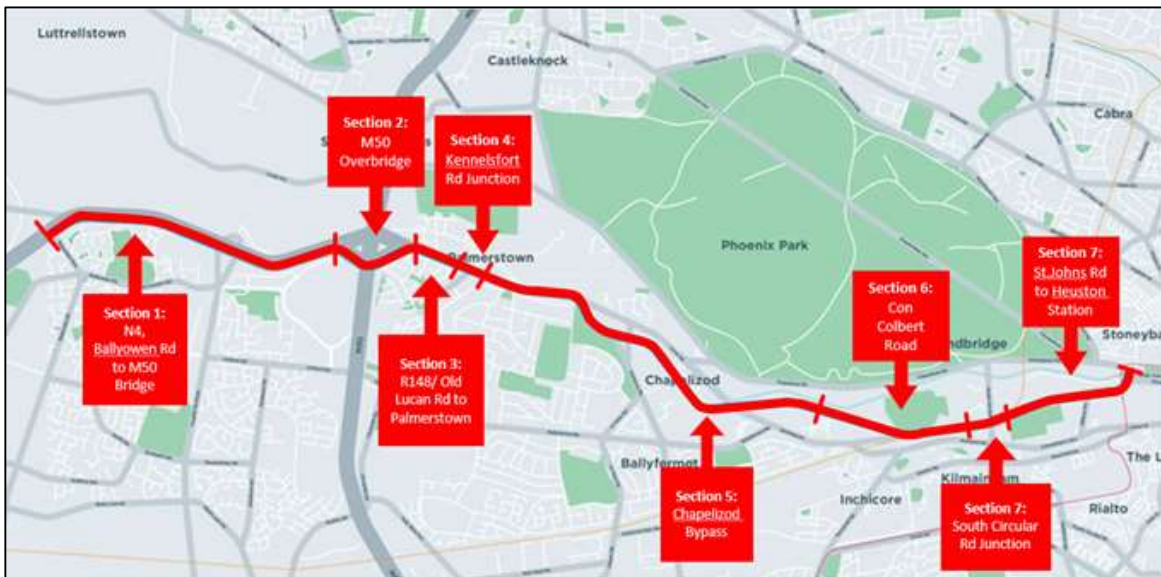 Luttrellstown
Castleknock
Cabra
Section 2:
M50
Overbridge
Section 4:
Kennelsfort
Rd Junction
Palmerstown
Phoenix Park
Section 7:
St.Johns Rd
to Heuston
Station
Section 6:
Con
Colbert
Road
Section 1:
N4,
Ballyowen Rd
to M50
Bridge
Section 3:
R148/ Old
Lucan Rd to
Palmerstown
Chapelizod
Ballyfermot
Section 5:
Chapelizod
Bypass
Kilmainham
Inchicore
Section 7:
South Circular
Rd Junction
Rialto